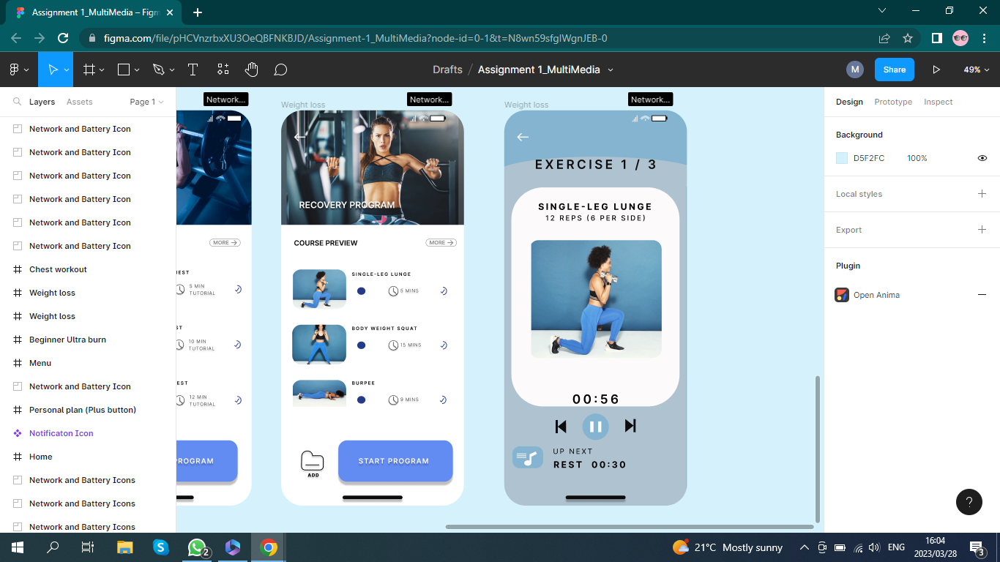 Assignment 1_MultiMedia – Figm
figma.com/file/pHCVnzrbxXU3OeQBFNKBJD/Assignment-1_MultiMedia?node-id=0-1&t=N8wn59sfglWgnJEB-0
Drafts / Assignment 1_MultiMedia
M
Share
49%
Layers
Assets
Page 1
Network and Battery Icon
Network and Battery Icon
Network and Battery Icon
Network and Battery Icon
Network and Battery Icon
Network and Battery Icon
Chest workout
Weight loss
Weight loss
Beginner Ultra burn
Menu
Network and Battery Icon
Personal plan (Plus button)
Notificaton Icon
Home
Network and Battery Icons
Network and Battery Icons
Network and Battery Icons
Network...
MORE
EST
5 MIN
TUTORIAL
ST
10 MIN
TUTORIAL
EST
12 MIN
TUTORIAL
PROGRAM
Weight loss
Network...
RECOVERY PROGRAM
COURSE PREVIEW
MORE
SINGLE-LEG LUNGE
5 MINS
BODY WEIGHT SQUAT
15 MINS
BURPEE
9 MINS
ADD
START PROGRAM
Weight loss
Network...
EXERCISE 1 / 3
SINGLE-LEG LUNGE
12 REPS (6 PER SIDE)
00:56
UP NEXT
REST 00:30
Design
Prototype
Inspect
Background
D5F2FC
100%
Local styles
Export
Plugin
Open Anima
?
2
21°C Mostly sunny
ENG
16:04
2023/03/28
3